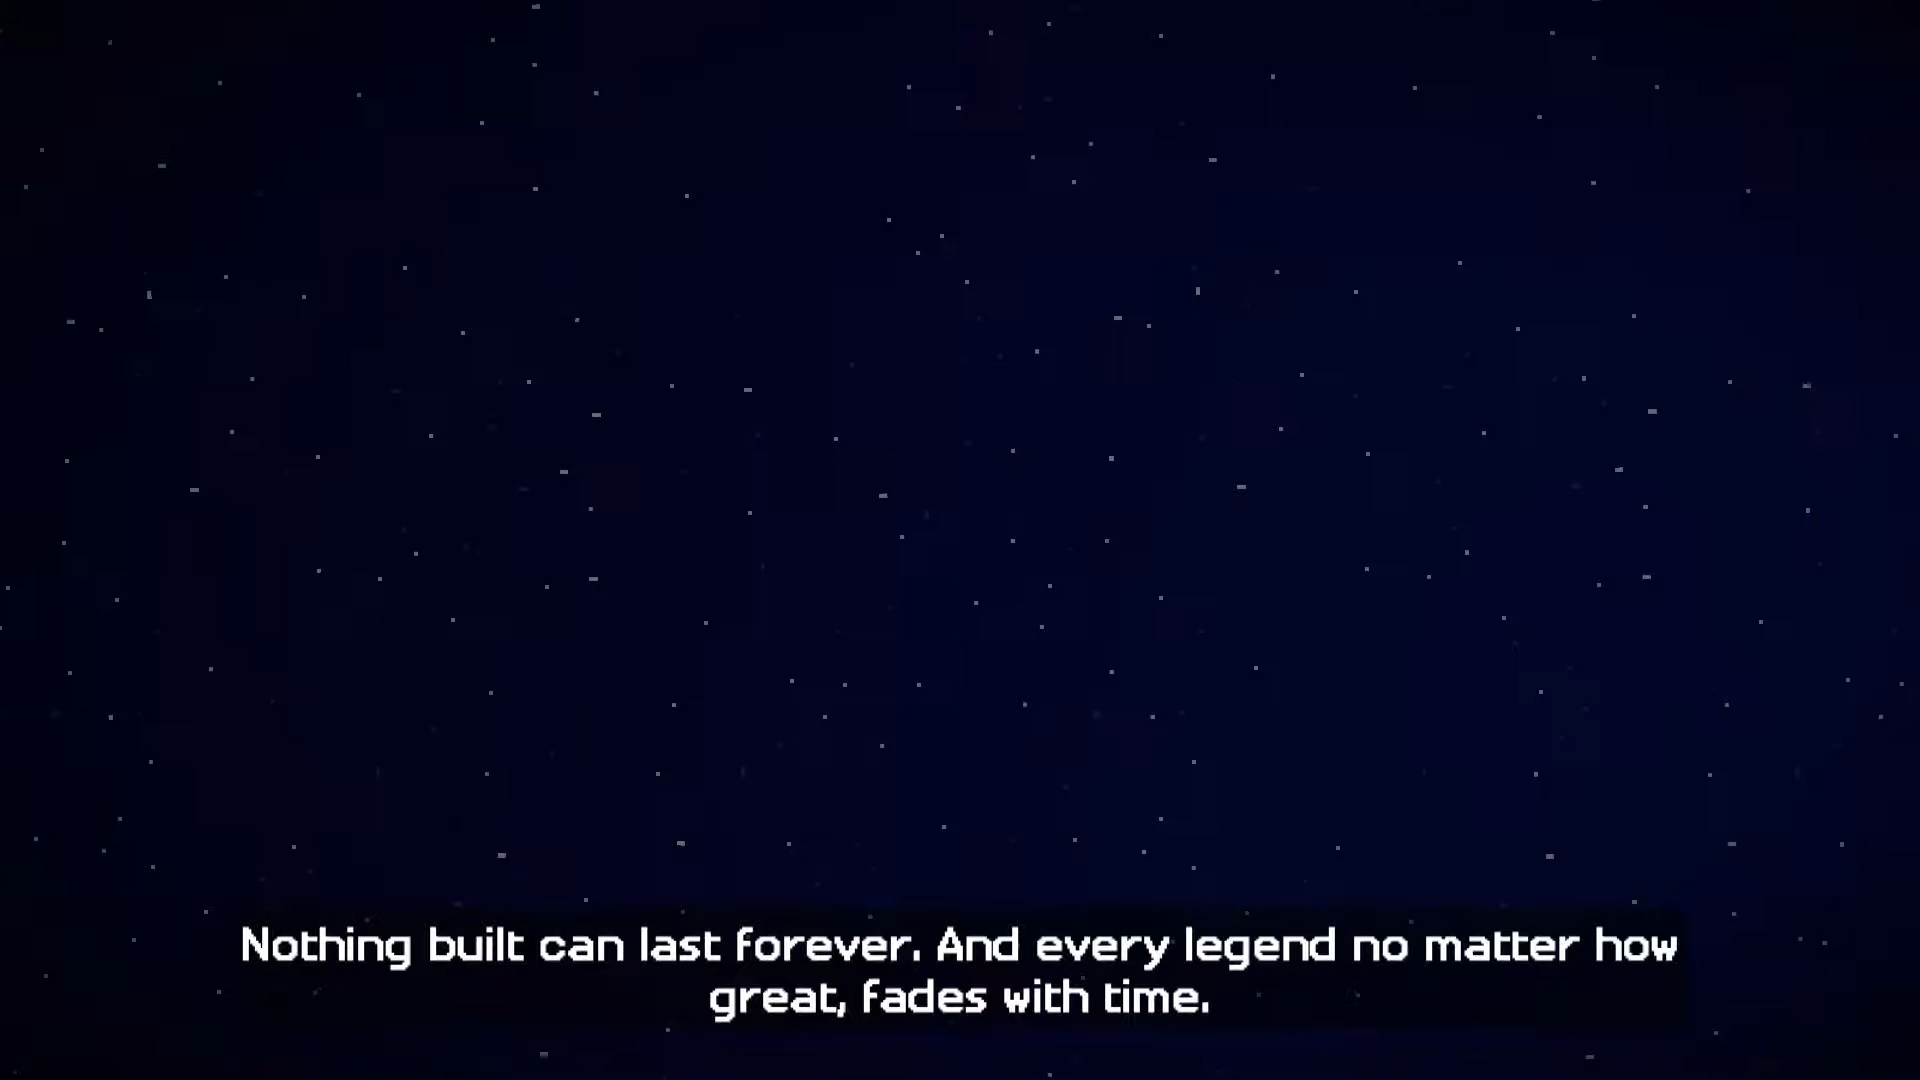 Nothing built can last forever. And every legend no matter how
great, fades with time.